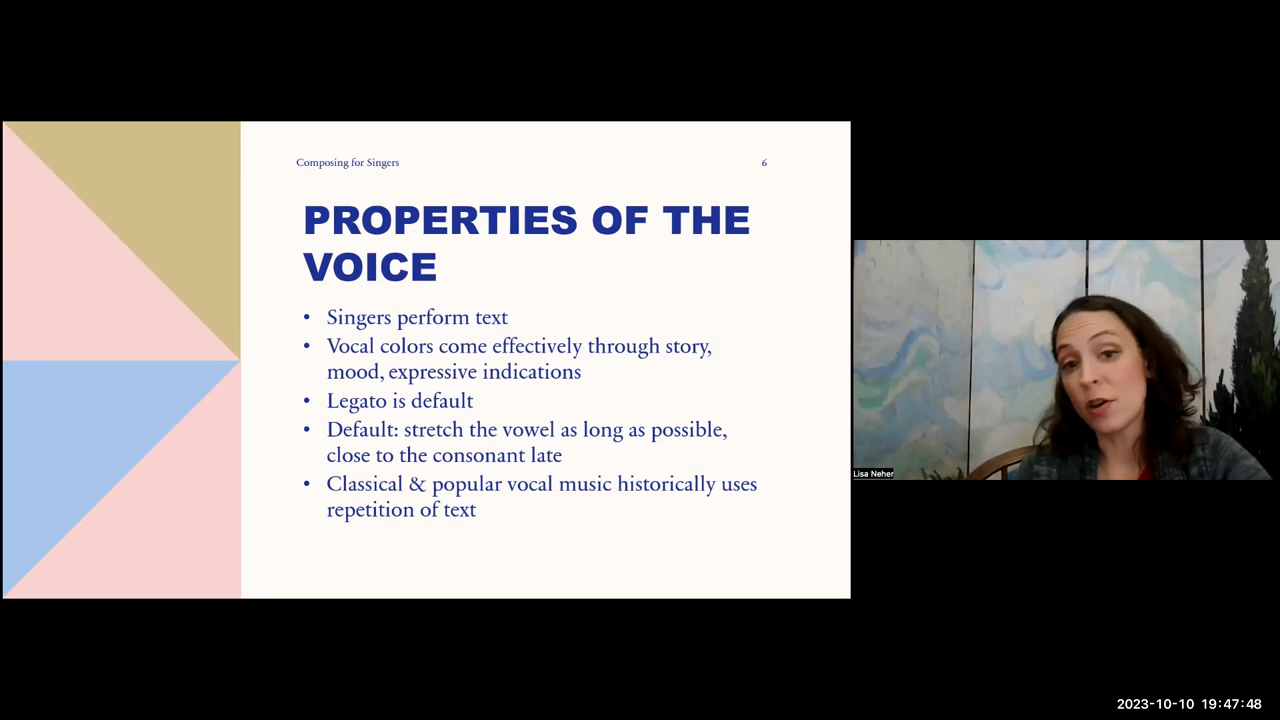 Composing for Singers
6
PROPERTIES OF THE
VOICE
• Singers perform text
• Vocal colors come effectively through story,
mood, expressive indications
• Legato is default
• Default: stretch the vowel as long as possible,
close to the consonant late
• Classical & popular vocal music historically uses
repetition of text
Lisa Neher
2023-10-10 19:47:48